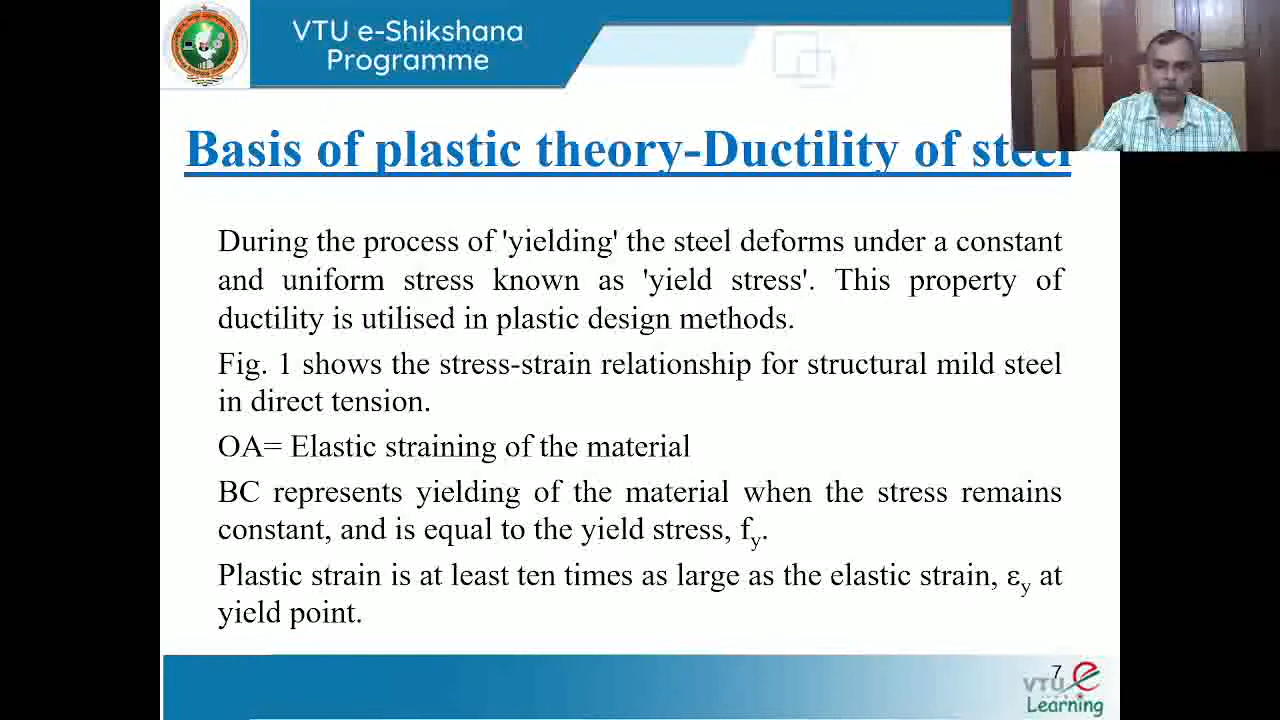 VTU e-Shikshana
Programme
Basis of plastic theory-Ductility of steel
During the process of 'yielding' the steel deforms under a constant
and uniform stress known as 'yield stress'. This property of
ductility is utilised in plastic design methods.
Fig. 1 shows the stress-strain relationship for structural mild steel
in direct tension.
OA= Elastic straining of the material
BC represents yielding of the material when the stress remains
constant, and is equal to the yield stress, fy.
Plastic strain is at least ten times as large as the elastic strain, εy at
yield point.
7
VTU e
Learning